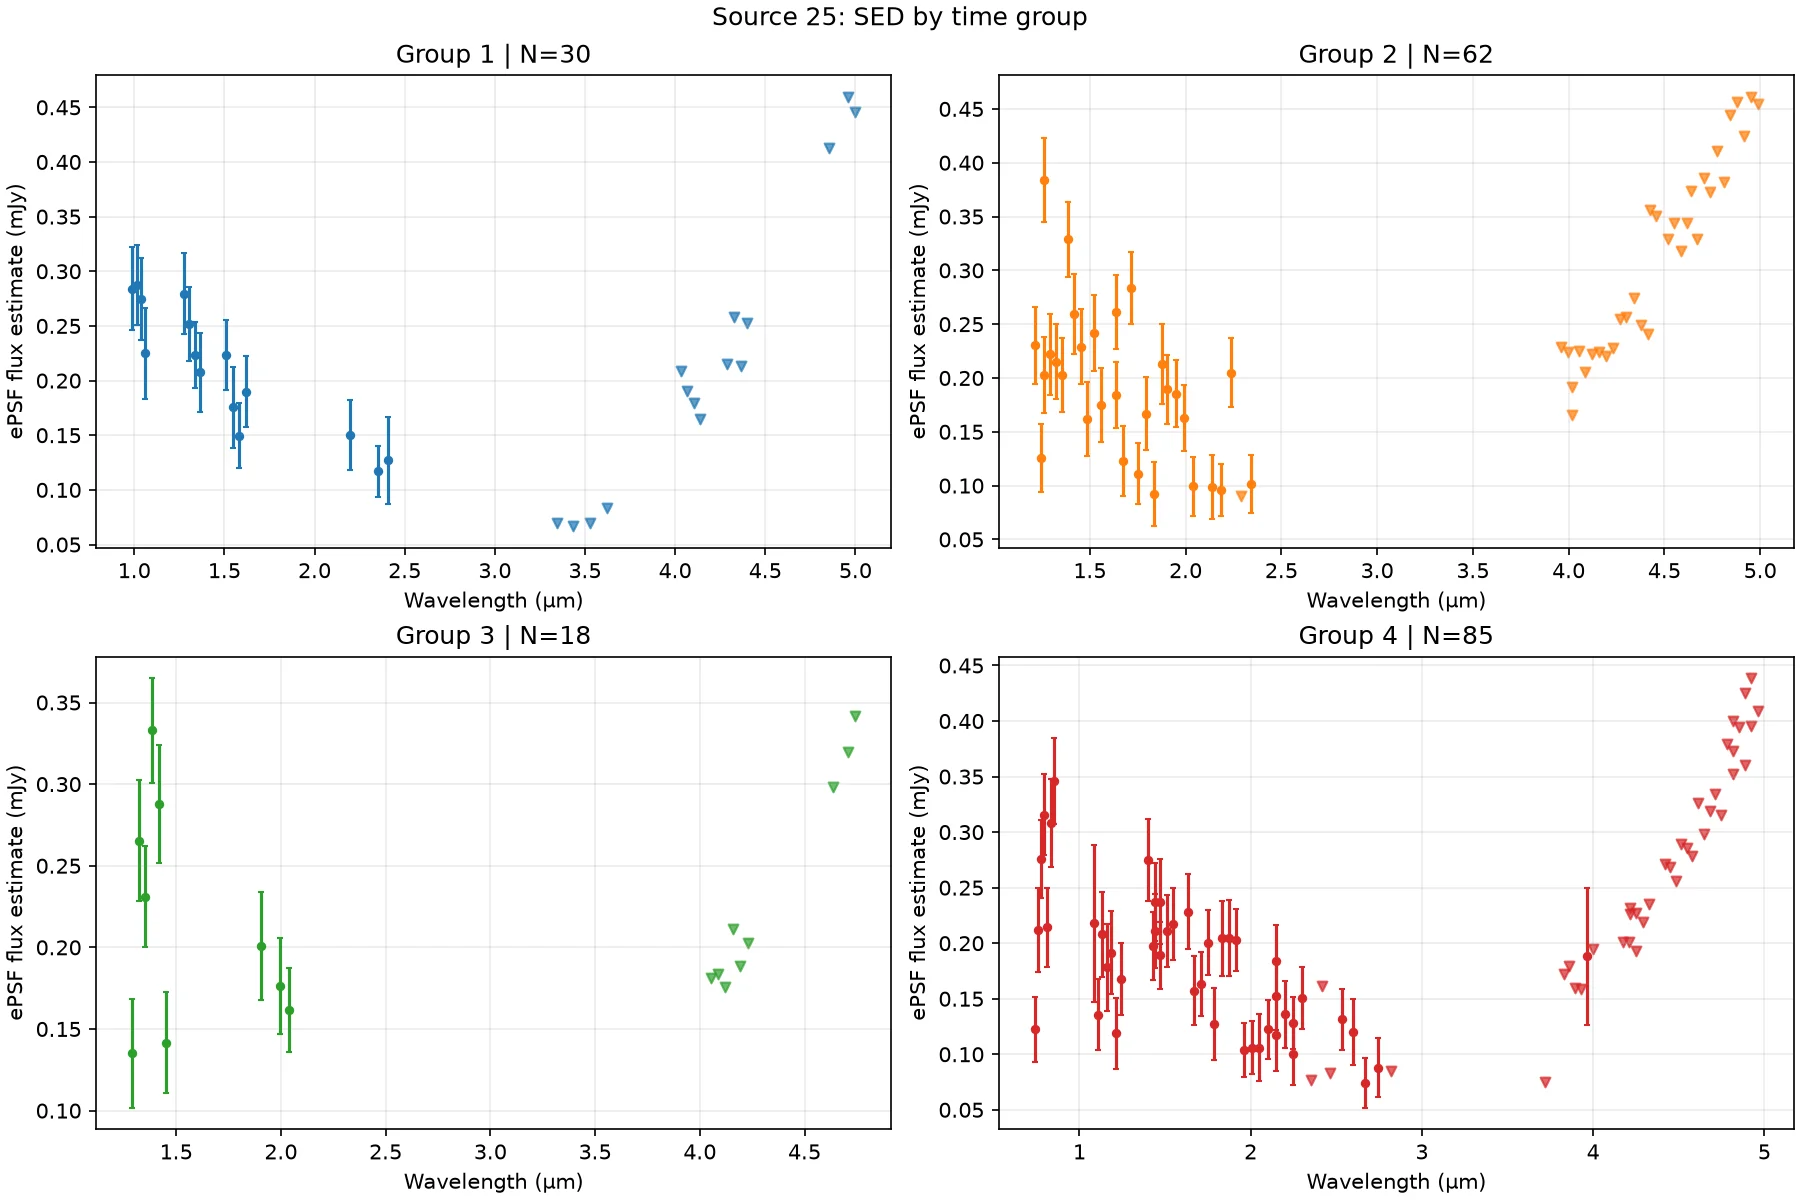 Source 25: SED by time group
Group 1 | N=30
ePSF flux estimate (mJy)
0.45
0.40
0.35
0.30
0.25
0.20
0.15
0.10
0.05
1.0 1.5 2.0 2.5 3.0 3.5 4.0 4.5 5.0
Wavelength (μm)
Group 2 | N=62
ePSF flux estimate (mJy)
0.45
0.40
0.35
0.30
0.25
0.20
0.15
0.10
0.05
1.5 2.0 2.5 3.0 3.5 4.0 4.5 5.0
Wavelength (μm)
Group 3 | N=18
ePSF flux estimate (mJy)
0.35
0.30
0.25
0.20
0.15
0.10
1.5 2.0 2.5 3.0 3.5 4.0 4.5
Wavelength (μm)
Group 4 | N=85
ePSF flux estimate (mJy)
0.45
0.40
0.35
0.30
0.25
0.20
0.15
0.10
0.05
1 2 3 4 5
Wavelength (μm)